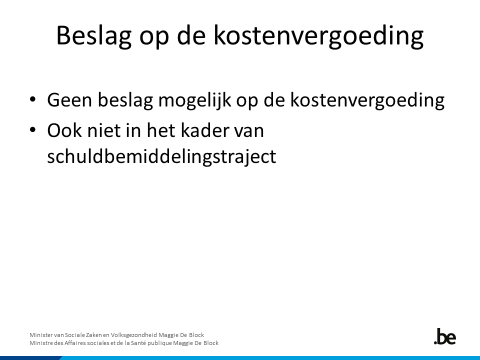 Beslag op de kostenvergoeding
• Geen beslag mogelijk op de kostenvergoeding
• Ook niet in het kader van
schuldbemiddelingstraject
Minister van Sociale Zaken en Volksgezondheid Maggie De Block
Ministre des Affaires sociales et de la Santé publique Maggie De Block
.be